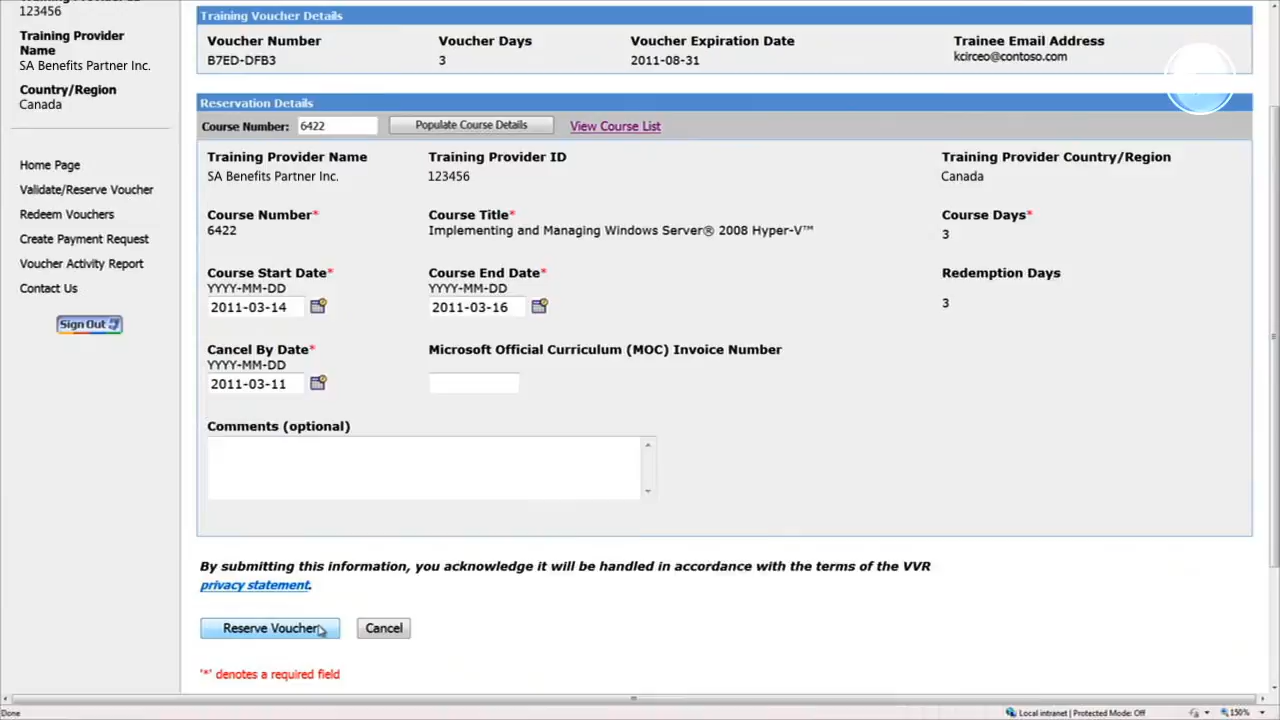 123456
Training Provider
Name
SA Benefits Partner Inc.
Country/Region
Canada
Home Page
Validate/Reserve Voucher
Redeem Vouchers
Create Payment Request
Voucher Activity Report
Contact Us
Sign Out
Training Voucher Details
Voucher Number Voucher Days Voucher Expiration Date Trainee Email Address
B7ED-DFB3 3 2011-08-31 kcirceo@contoso.com
Reservation Details
Course Number: 6422 Populate Course Details View Course List
Training Provider Name Training Provider ID Training Provider Country/Region
SA Benefits Partner Inc. 123456 Canada
Course Number* Course Title* Course Days*
6422 Implementing and Managing Windows Server® 2008 Hyper-V™ 3
Course Start Date* Course End Date* Redemption Days
YYYY-MM-DD YYYY-MM-DD
2011-03-14 2011-03-16 3
Cancel By Date* Microsoft Official Curriculum (MOC) Invoice Number
YYYY-MM-DD
2011-03-11
Comments (optional)
By submitting this information, you acknowledge it will be handled in accordance with the terms of the VVR
privacy statement.
Reserve Voucher Cancel
'*' denotes a required field
Done Local intranet | Protected Mode: Off 150%